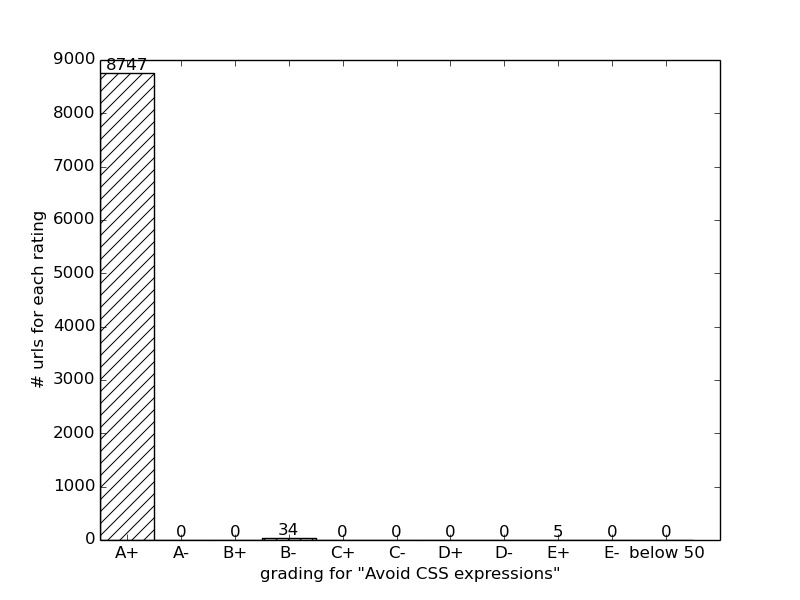 9000
8747
8000
7000
6000
5000
4000
3000
2000
1000
0
# urls for each rating
0 0 34 0 0 0 0 5 0 0
A+ A- B+ B- C+ C- D+ D- E+ E- below 50
grading for "Avoid CSS expressions"